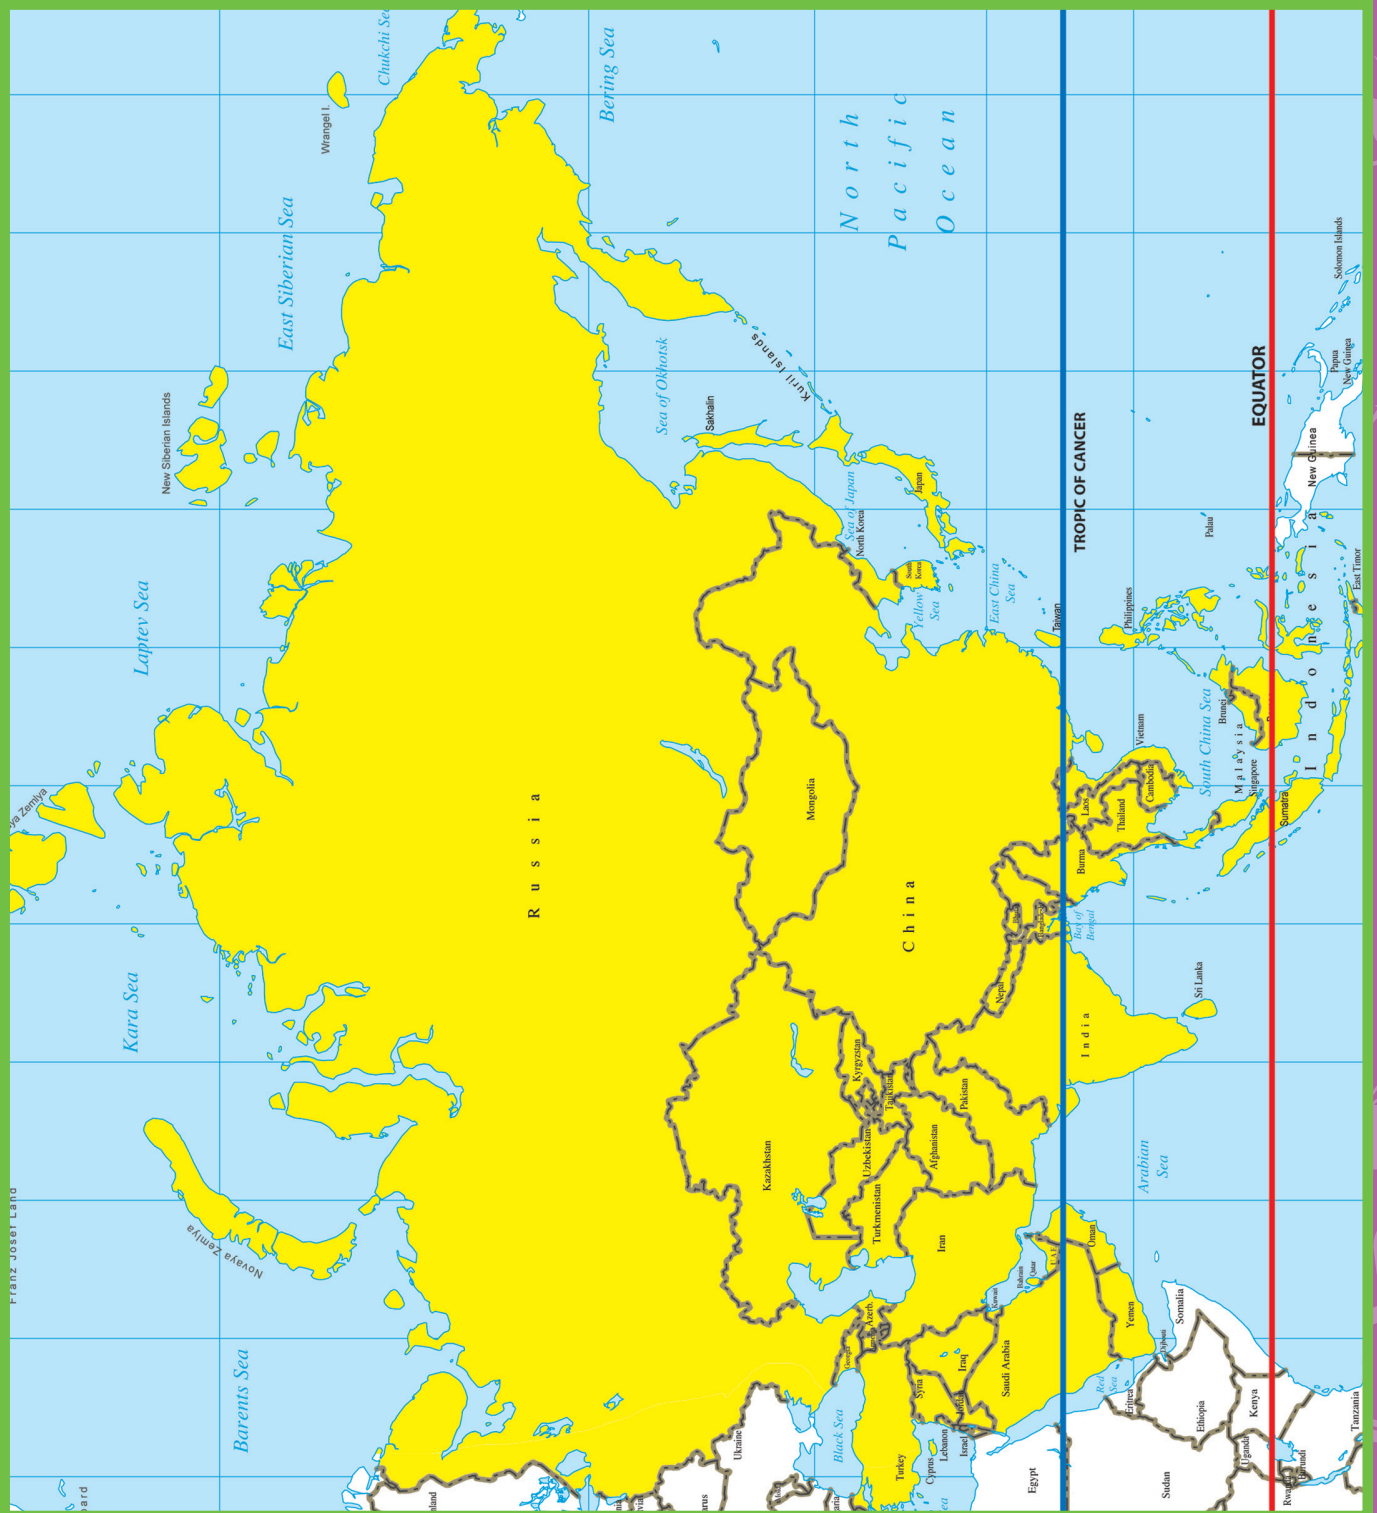 Franz Josef Land
Barents Sea
Novaya Zemlya
Kara Sea
ya Zemlya
Laptev Sea
New Siberian Islands
East Siberian Sea
Wrangel I.
Chukchi Sea
Bering Sea
North
Pacific
Ocean
Sea of Okhotsk
Sakhalin
Kuril Islands
Russia
Kazakhstan
Mongolia
China
Sea of Japan
North Korea
South
Korea
Japan
Yellow
Sea
East China
Sea
Taiwan
TROPIC OF CANCER
EQUATOR
Ukraine
Black Sea
Georgia
Azerb.
Turkey
Cyprus
Syria
Lebanon
Israel
Jordan
Iraq
Iran
Kuwait
Saudi Arabia
Bahrain
Qatar
U.A.E
Oman
Yemen
Red
Sea
Turkmenistan
Uzbekistan
Kyrgyzstan
Tajikistan
Afghanistan
Pakistan
India
Nepal
Bangladesh
Bay of
Bengal
Sri Lanka
Arabian
Sea
Burma
Laos
Thailand
Cambodia
Vietnam
South China Sea
Philippines
Brunei
Malaysia
Singapore
Sumatra
Indonesia
Palau
East Timor
New Guinea
Papua
New Guinea
Solomon Islands
Egypt
Sudan
Eritrea
Djibouti
Ethiopia
Somalia
Kenya
Uganda
Burundi
Tanzania